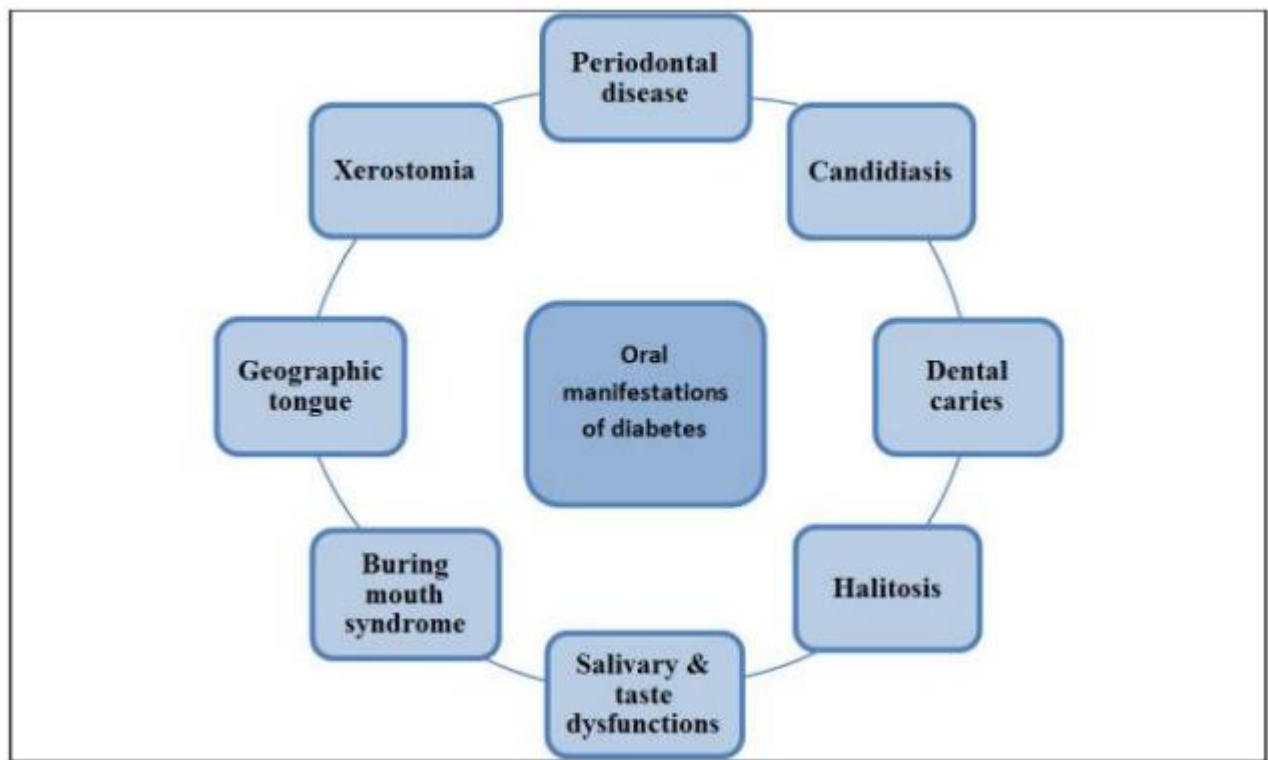 Periodontal
disease
Candidiasis
Dental
caries
Halitosis
Salivary &
taste
dysfunctions
Buring
mouth
syndrome
Geographic
tongue
Xerostomia
Oral
manifestations
of diabetes